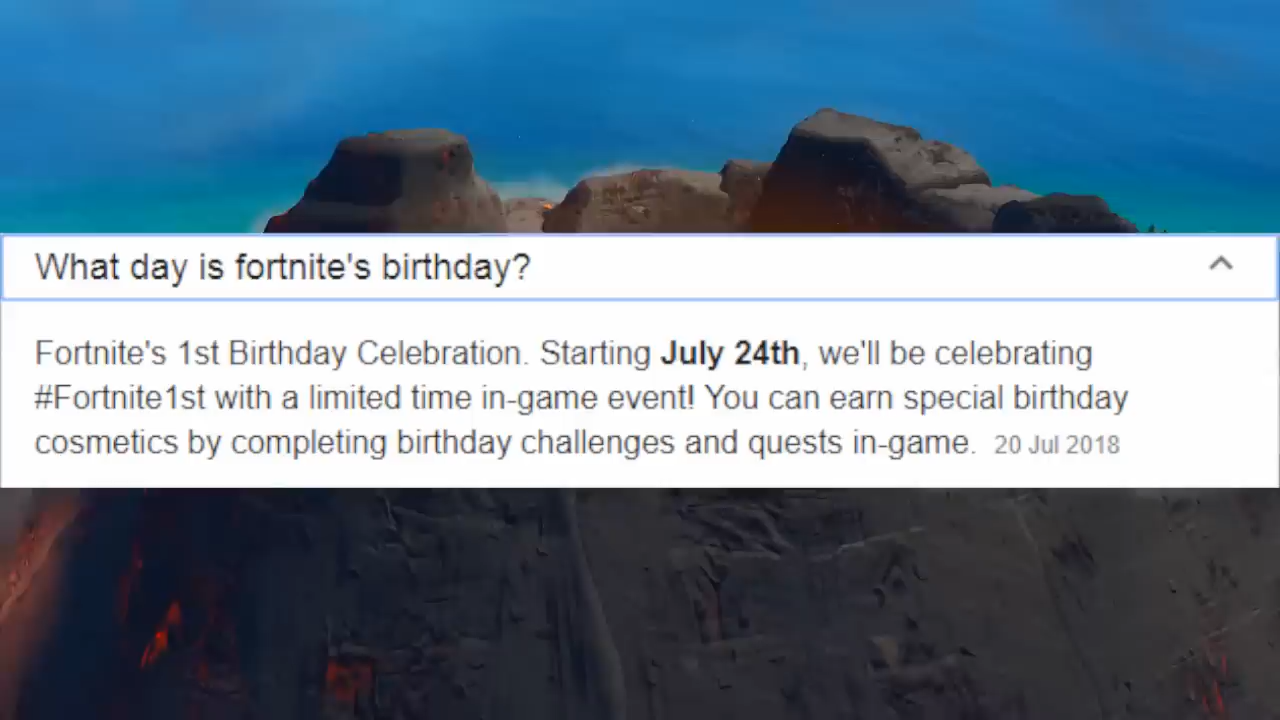 What day is fortnite's birthday?
Fortnite's 1st Birthday Celebration. Starting July 24th, we'll be celebrating
#Fortnite1st with a limited time in-game event! You can earn special birthday
cosmetics by completing birthday challenges and quests in-game. 20 Jul 2018